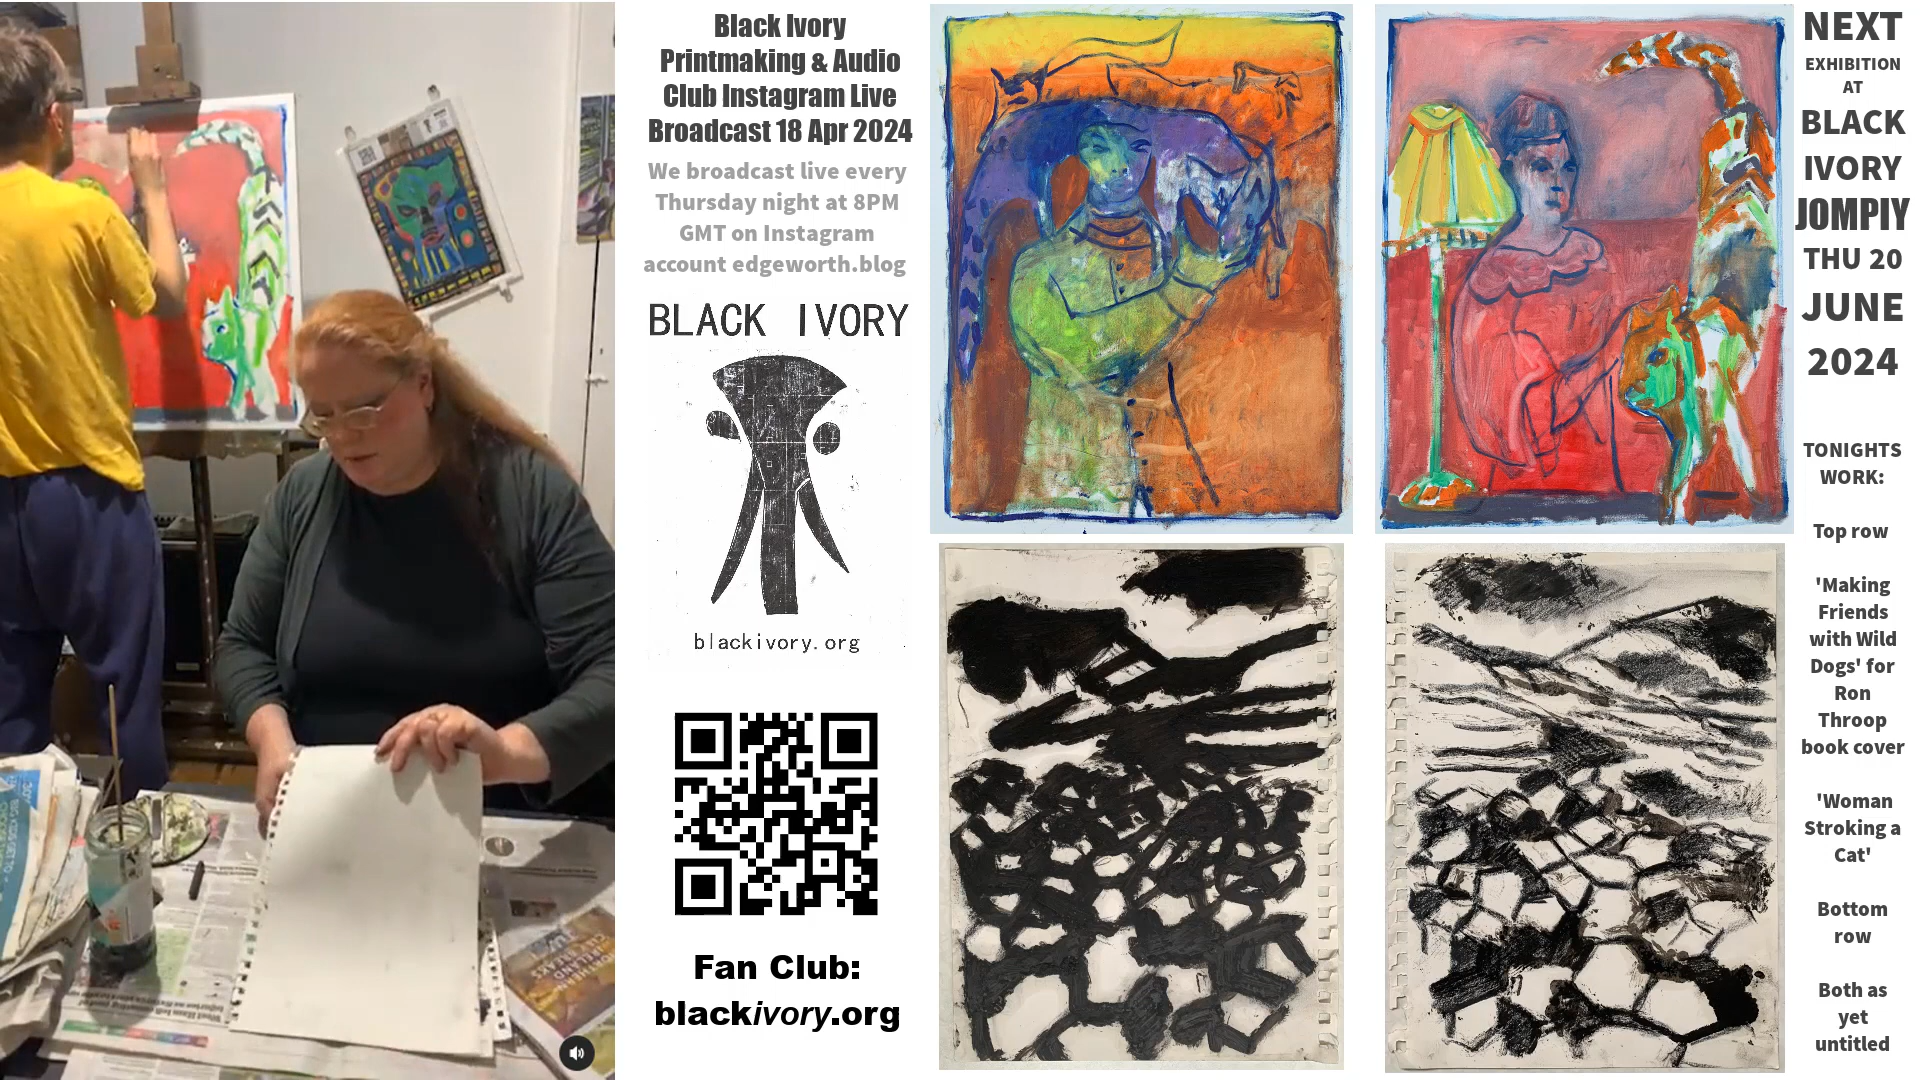 Black Ivory
Printmaking & Audio
Club Instagram Live
Broadcast 18 Apr 2024
We broadcast live every
Thursday night at 8PM
GMT on Instagram
account edgeworth.blog
BLACK IVORY
blackivory.org
Fan Club:
blackivory.org
NEXT
EXHIBITION
AT
BLACK
IVORY
JOMPIY
THU 20
JUNE
2024
TONIGHTS
WORK:
Top row
'Making
Friends
with Wild
Dogs' for
Ron
Throop
book cover
'Woman
Stroking a
Cat'
Bottom
row
Both as
yet
untitled